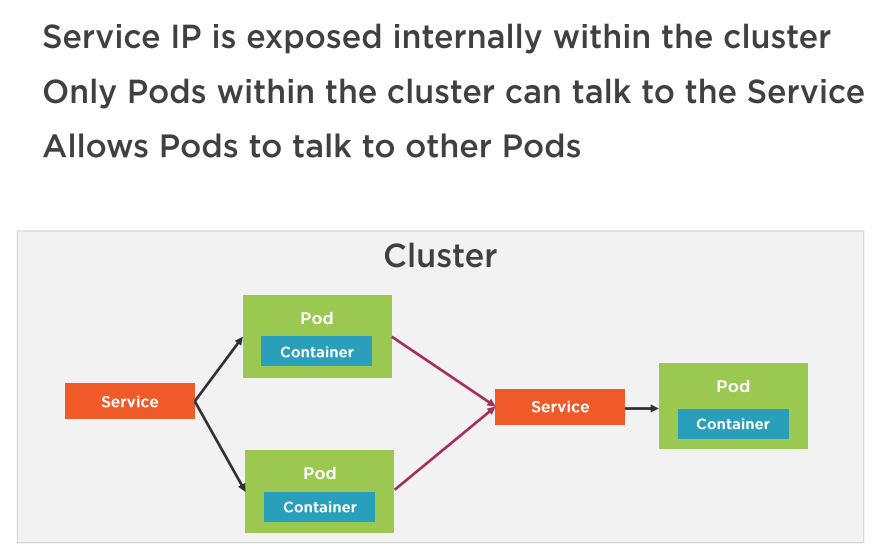 Service IP is exposed internally within the cluster
Only Pods within the cluster can talk to the Service
Allows Pods to talk to other Pods
Cluster
Pod
Container
Service
Pod
Container
Service
Pod
Container